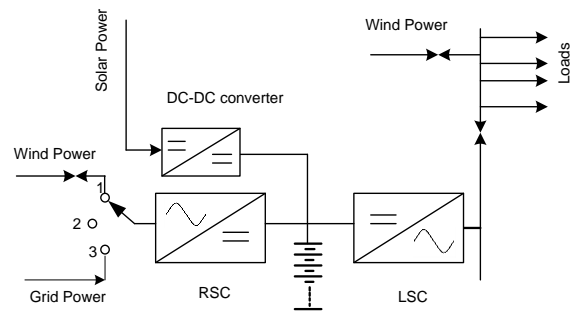 Wind Power
Solar Power
Loads
DC-DC converter
Wind Power
1
2
3
Grid Power
RSC
LSC